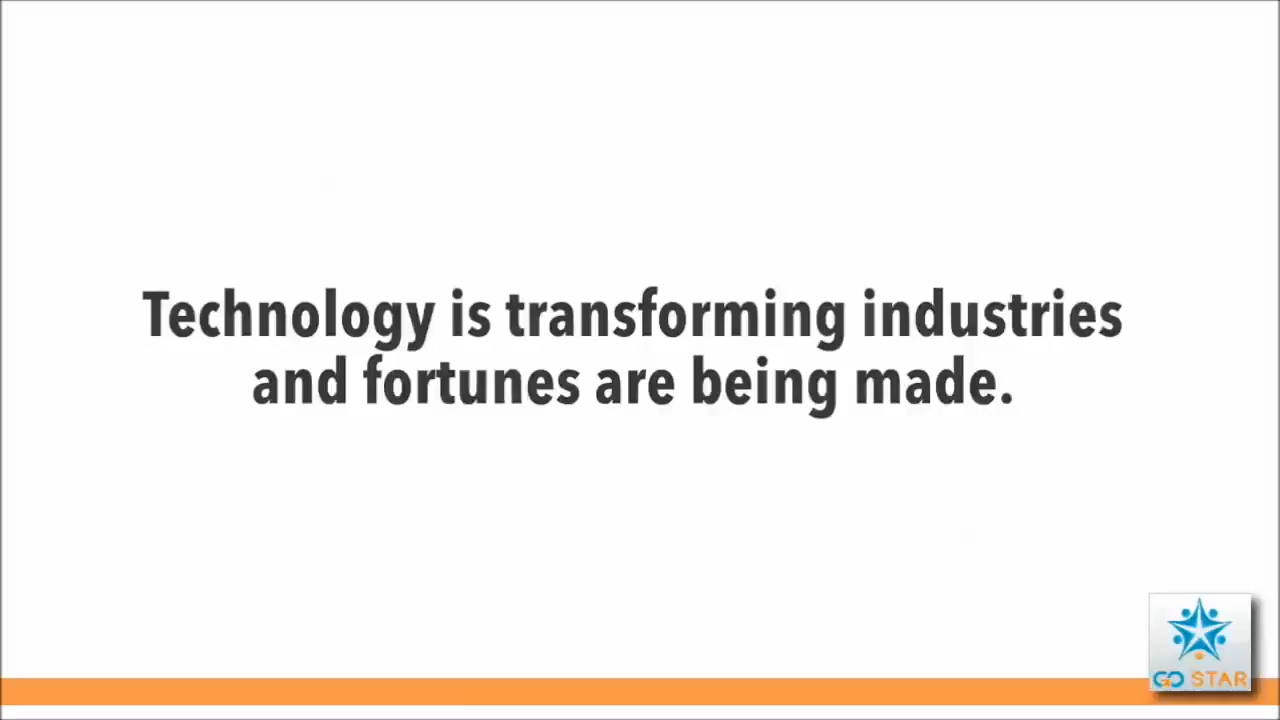 Technology is transforming industries
and fortunes are being made.
GO STAR